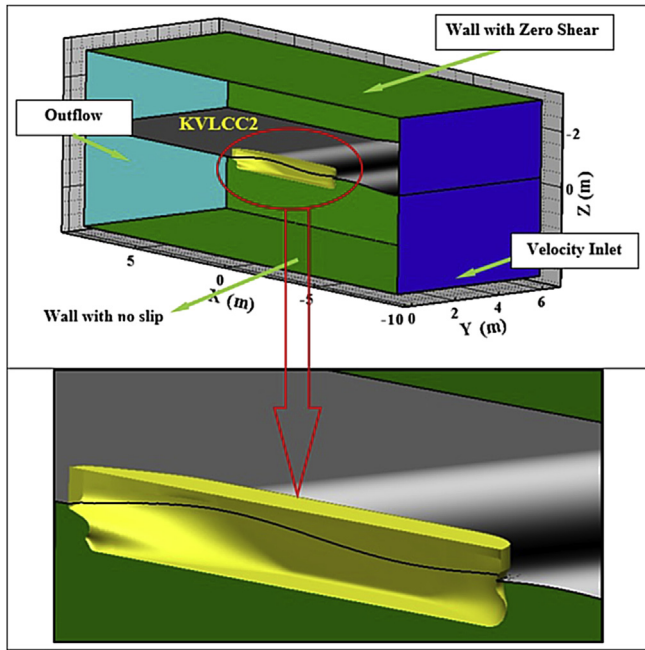 Wall with Zero Shear
Outflow
KVLCC2
-2
0
Z (m)
Velocity Inlet
5
0
X (m)
-5
-10
0
2
4
6
Y (m)
Wall with no slip